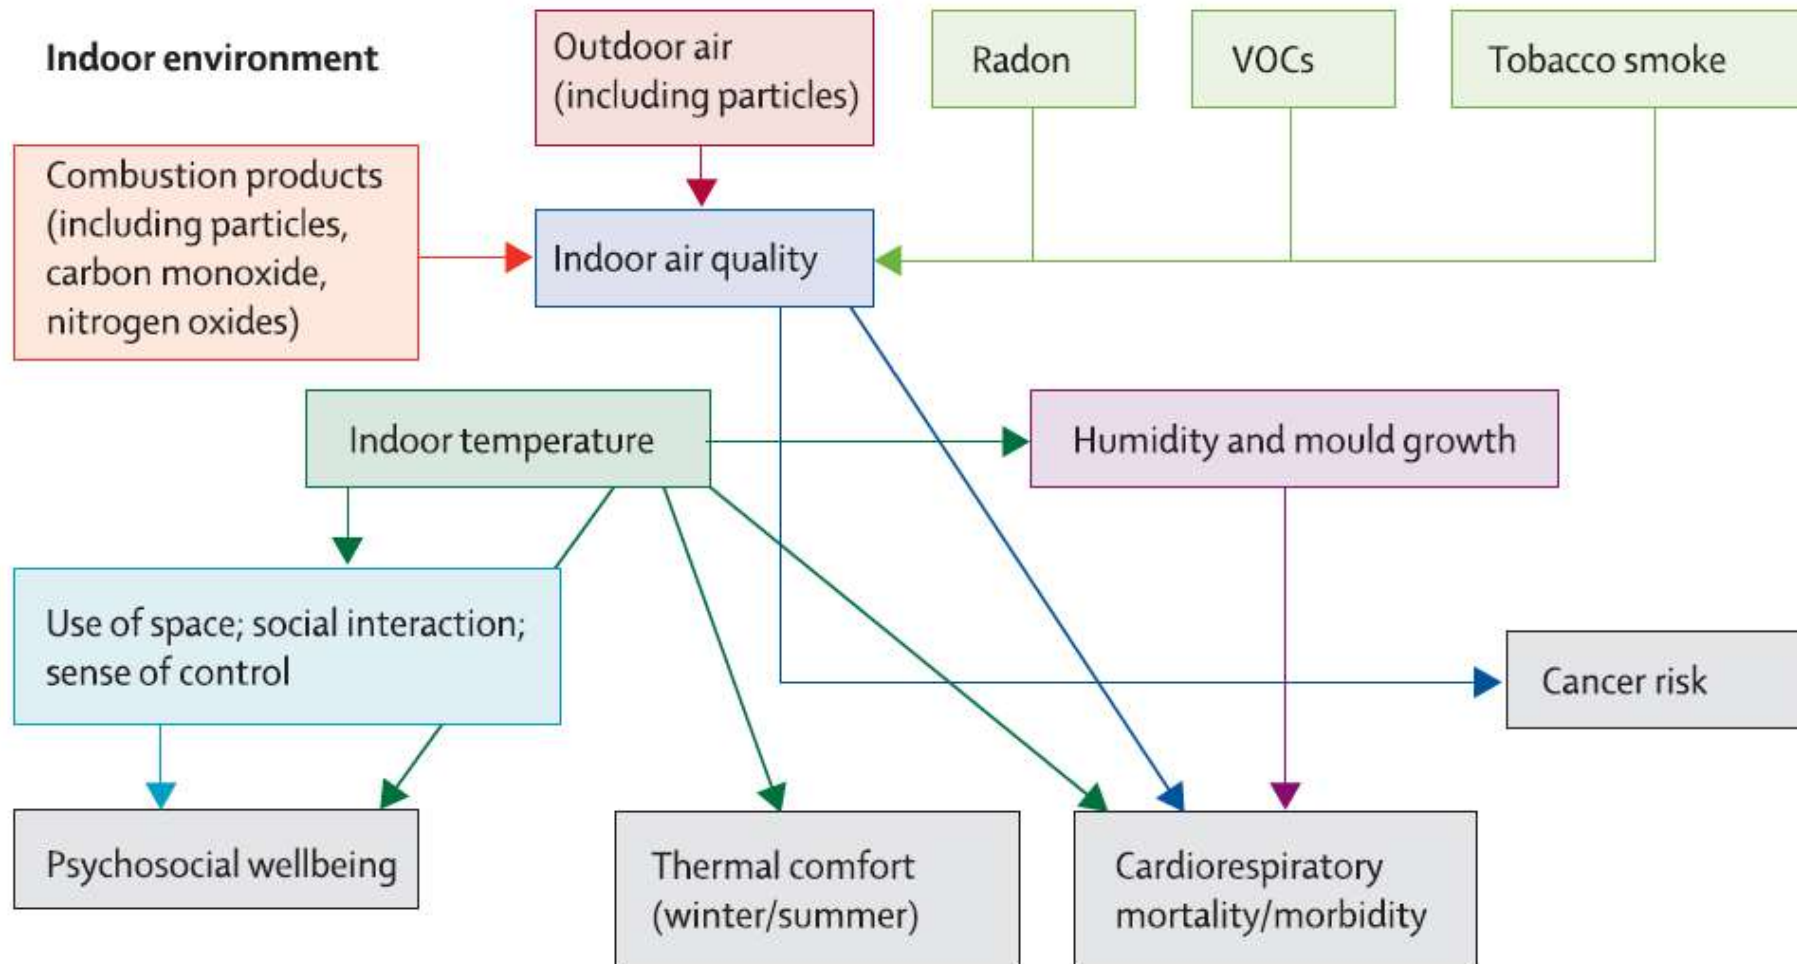 Indoor environment
Outdoor air
(including particles)
Radon
VOCs
Tobacco smoke
Combustion products
(including particles,
carbon monoxide,
nitrogen oxides)
Indoor air quality
Indoor temperature
Humidity and mould growth
Use of space; social interaction;
sense of control
Cancer risk
Psychosocial wellbeing
Thermal comfort
(winter/summer)
Cardiorespiratory
mortality/morbidity